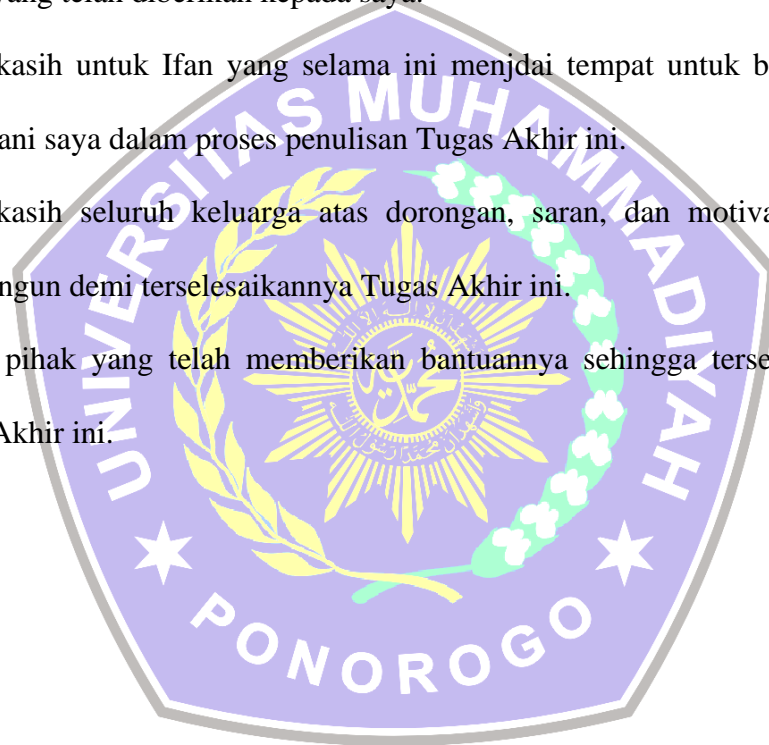 yang telah diberikan kepada saya.
kasih untuk Ifan yang selama ini menjdai tempat untuk b
ani saya dalam proses penulisan Tugas Akhir ini.
kasih seluruh keluarga atas dorongan, saran, dan motiva
ngun demi terselesaikannya Tugas Akhir ini.
pihak yang telah memberikan bantuannya sehingga terse
Akhir ini.
UNIVERSITAS MUHAMMADIYAH
محمدية
PONOROGO